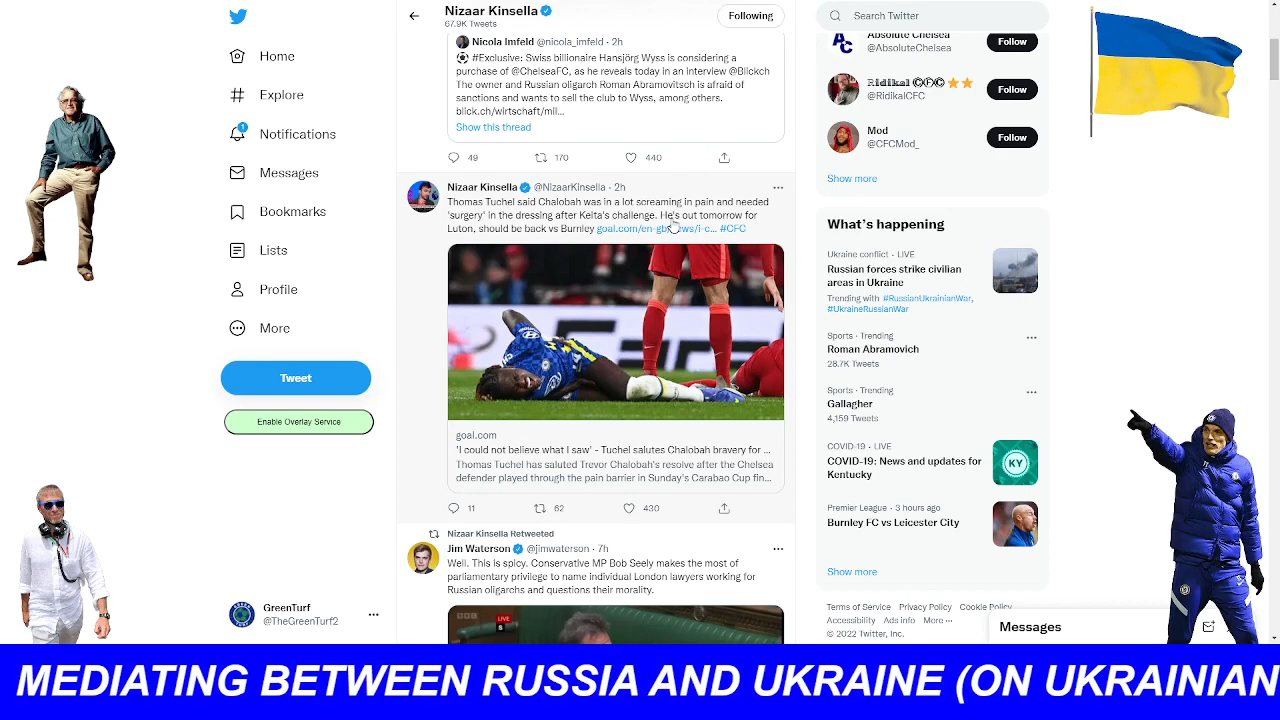 Nizaar Kinsella
67.9K Tweets
Following
Search Twitter
Home
Explore
1
Notifications
Messages
Bookmarks
Lists
Profile
More
Tweet
Enable Overlay Service
GreenTurf
@TheGreenTurf2
Nicola Imfeld @nicola_imfeld · 2h
#Exclusive: Swiss billionaire Hansjörg Wyss is considering a
purchase of @ChelseaFC, as he reveals today in an Interview @Blickch
The owner and Russian oligarch Roman Abramovitsch is afraid of
sanctions and wants to sell the club to Wyss, among others.
blick.ch/wirtschaft/mil...
Show this thread
49 170 440
Nizaar Kinsella @NizaarKinsella · 2h
Thomas Tuchel said Chalobah was in a lot screaming in pain and needed
'surgery' in the dressing after Keita's challenge. He's out tomorrow for
Luton, should be back vs Burnley goal.com/en-gb/news/i-c... #CFC
goal.com
'I could not believe what I saw' - Tuchel salutes Chalobah bravery for ...
Thomas Tuchel has saluted Trevor Chalobah's resolve after the Chelsea
defender played through the pain barrier in Sunday's Carabao Cup fin...
11 62 430
Nizaar Kinsella Retweeted
Jim Waterson @jimwaterson · 7h
Well. This is spicy. Conservative MP Bob Seely makes the most of
parliamentary privilege to name individual London lawyers working for
Russian oligarchs and questions their morality.
LIVE
Absolute Chelsea
@AbsoluteChelsea
Follow
Ridikal CFC
@RidikalCFC
Follow
Mod
@CFCMod_
Follow
Show more
What's happening
Ukraine conflict · LIVE
Russian forces strike civilian
areas in Ukraine
Trending with #RussianUkrainianWar,
#UkraineRussianWar
Sports · Trending
Roman Abramovich
28.7K Tweets
Sports · Trending
Gallagher
4,159 Tweets
COVID-19 · LIVE
COVID-19: News and updates for
Kentucky
KY
Premier League · 3 hours ago
Burnley FC vs Leicester City
Show more
Terms of Service Privacy Policy Cookie Policy
Accessibility Ads info More
© 2022 Twitter, Inc.
Messages
MEDIATING BETWEEN RUSSIA AND UKRAINE (ON UKRAINIAN